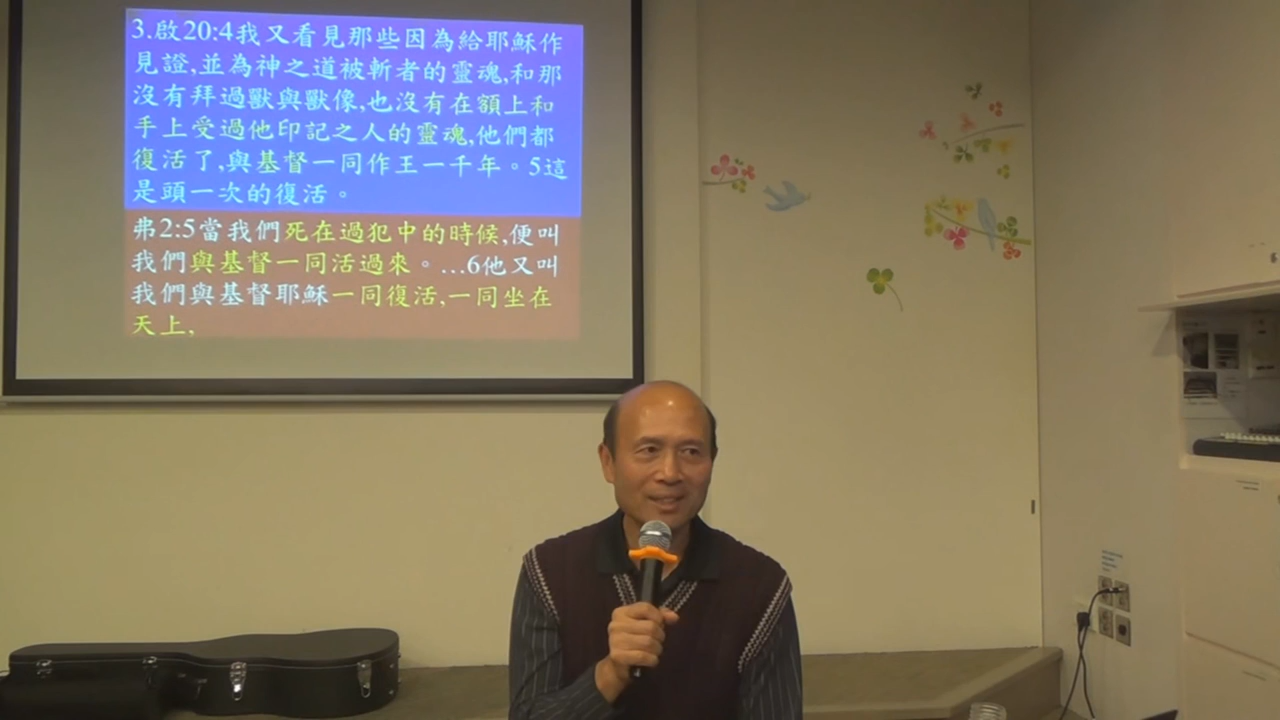 3.啟20:4我又看見那些因為給耶穌作
見證,並為神之道被斬者的靈魂,和那
沒有拜過獸與獸像,也沒有在額上和
手上受過他印記之人的靈魂,他們都
復活了,與基督一同作王一千年。5這
是頭一次的復活。
弗2:5當我們死在過犯中的時候,便叫
我們與基督一同活過來。…6他又叫
我們與基督耶穌一同復活,一同坐在
天上,